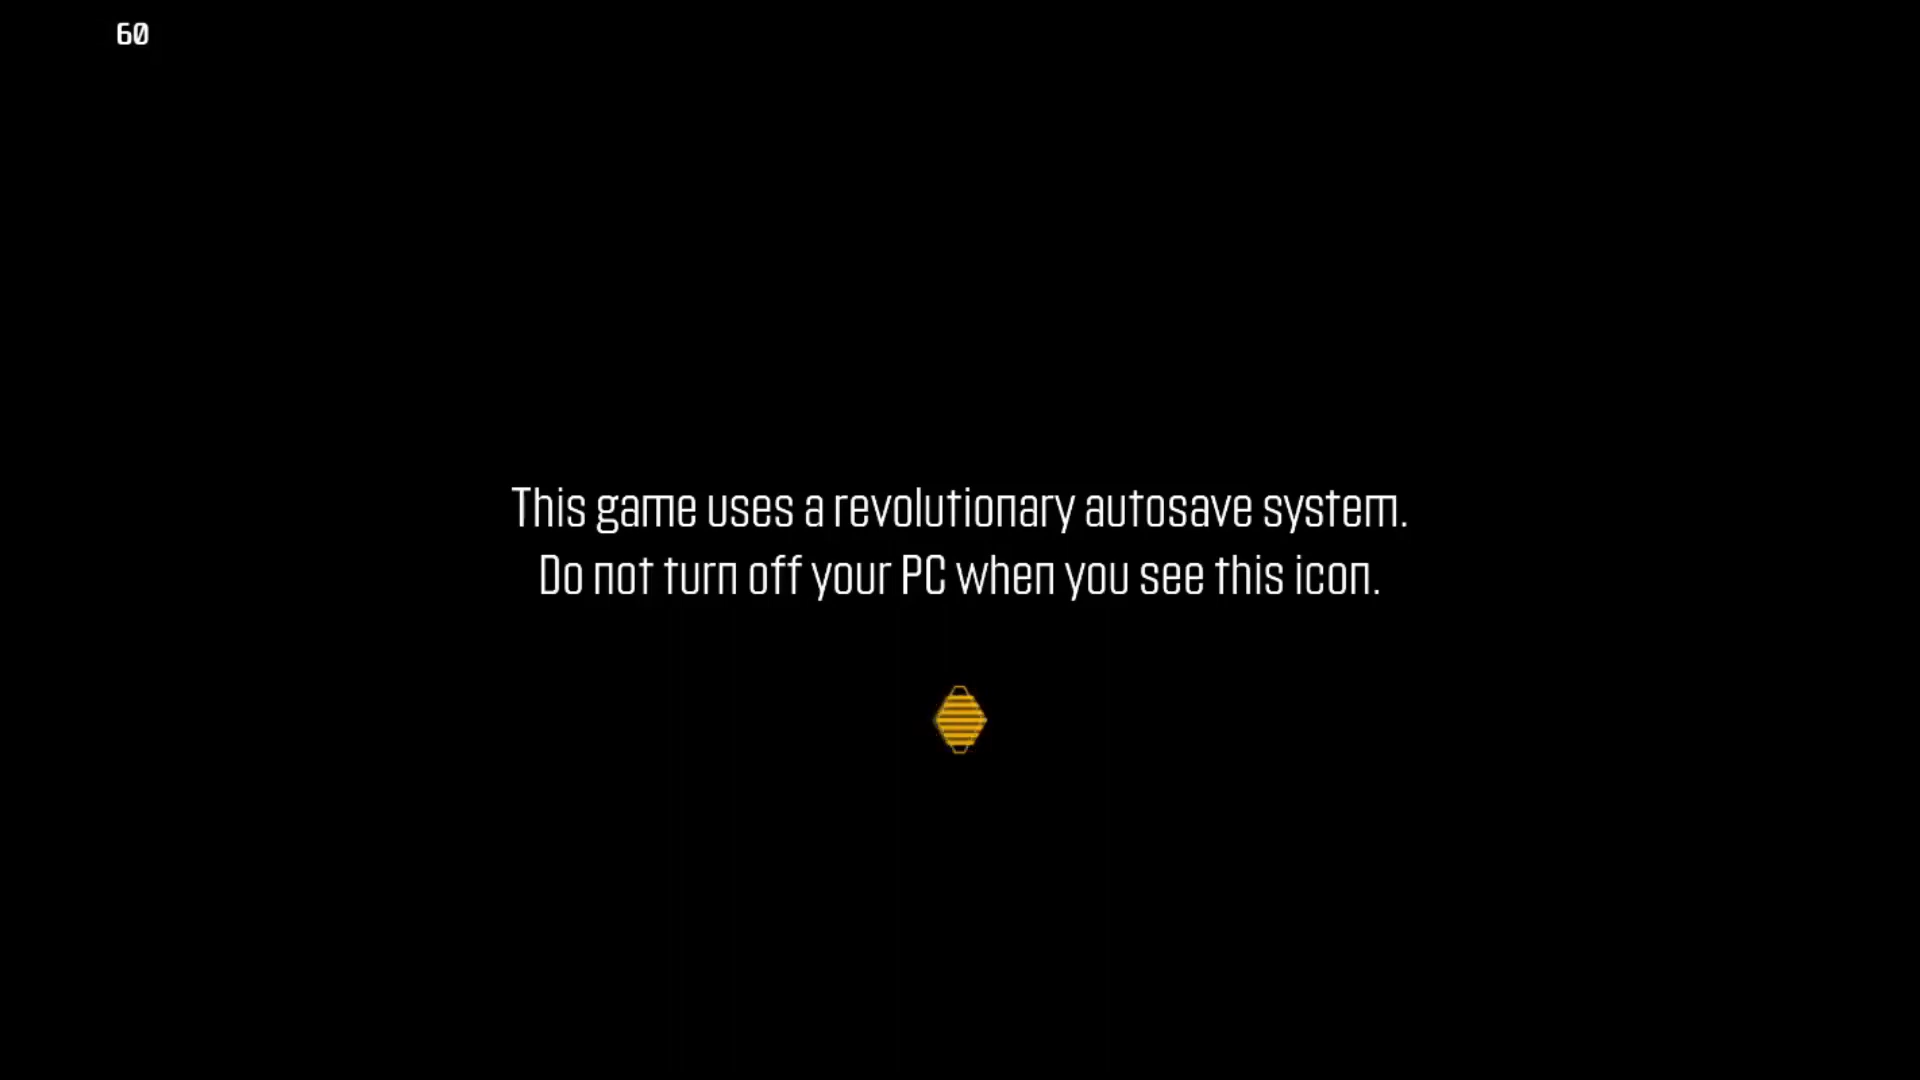 60
This game uses a revolutionary autosave system.
Do not turn off your PC when you see this icon.